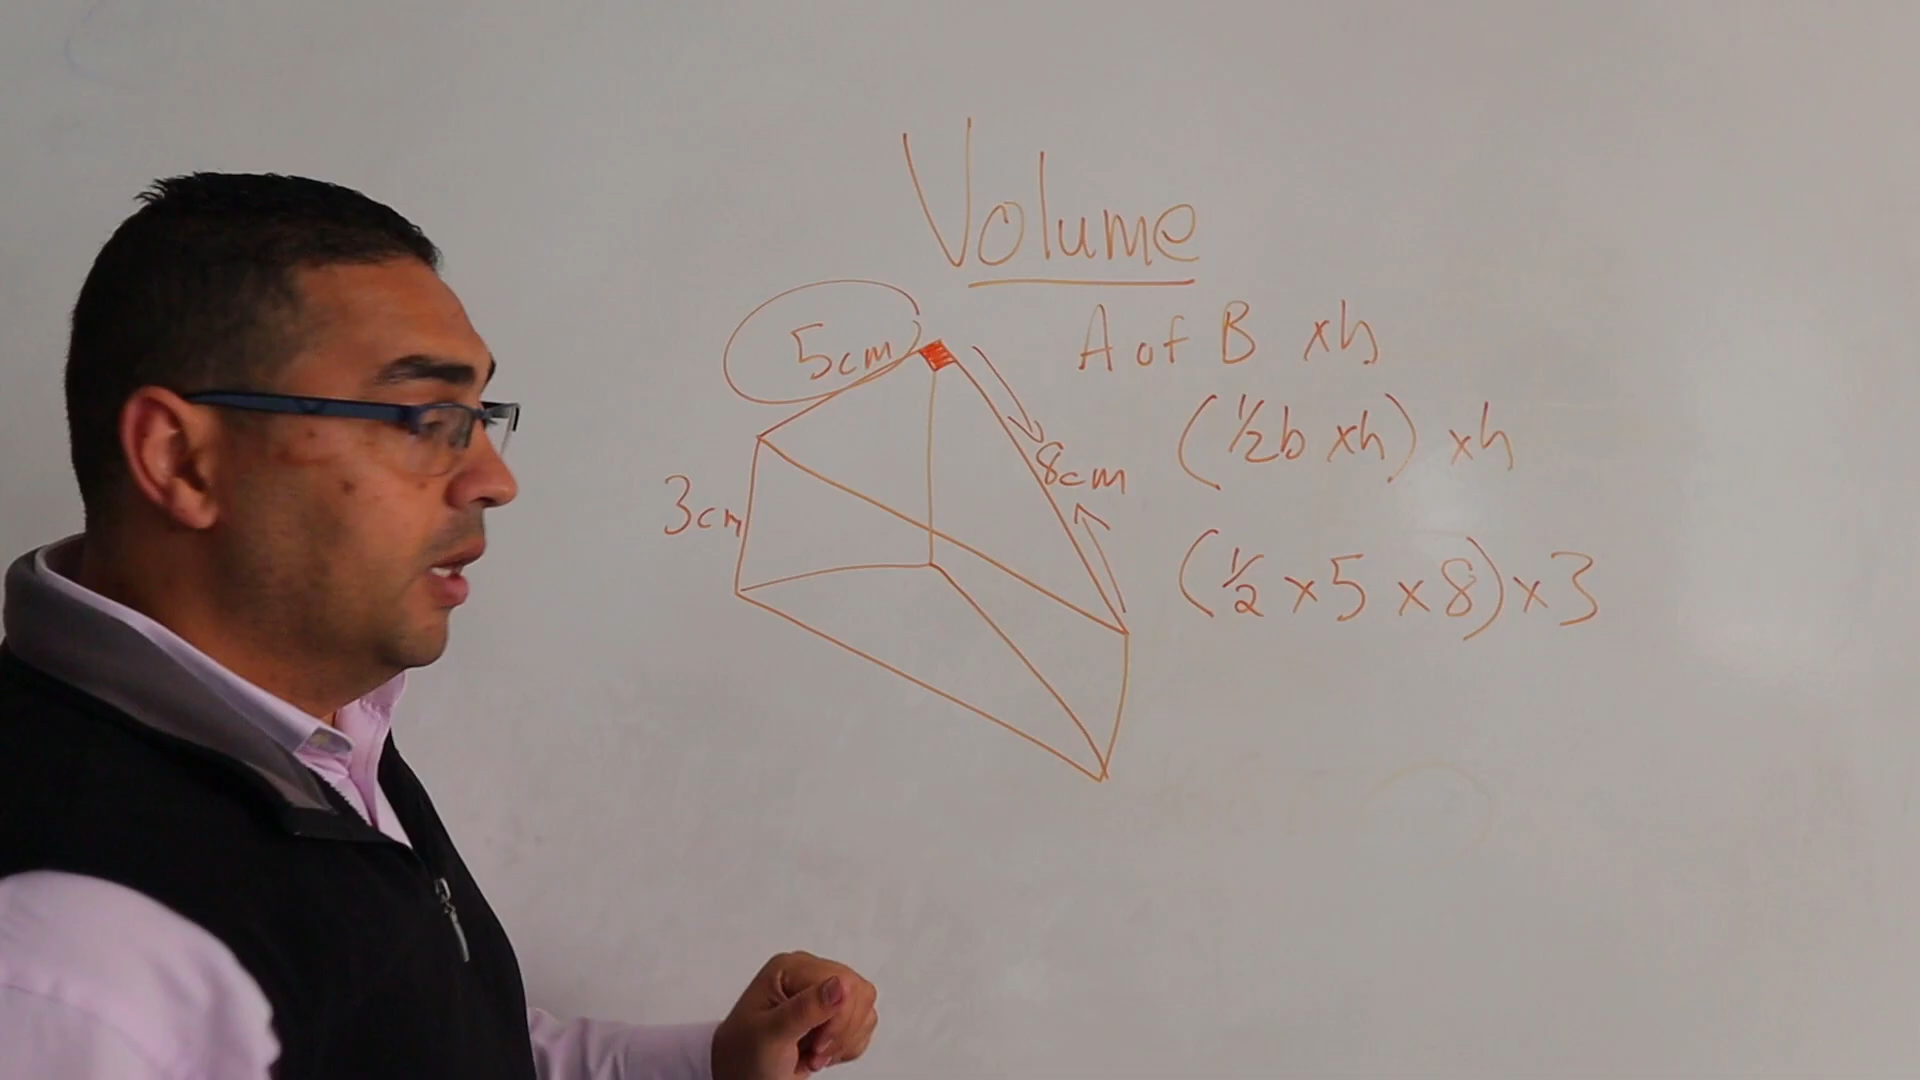 Volume
5cm
A of B xh
(½b xh) xh
8cm
3cm
(½ x 5 x 8) x 3